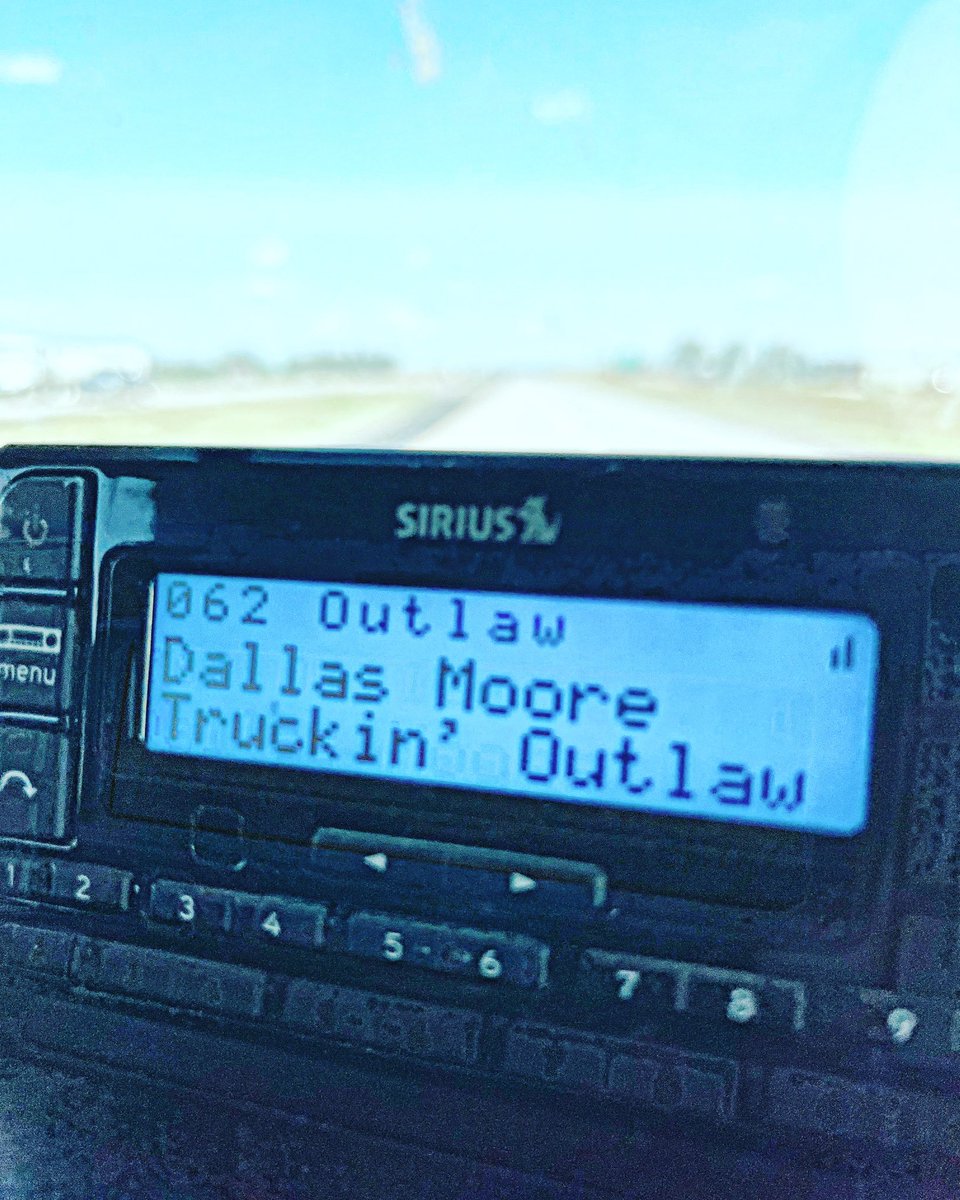 SIRIUS
062 Outlaw
Dallas Moore
Truckin' Outlaw
menu
1 2 3 4 5 6 7 8 9